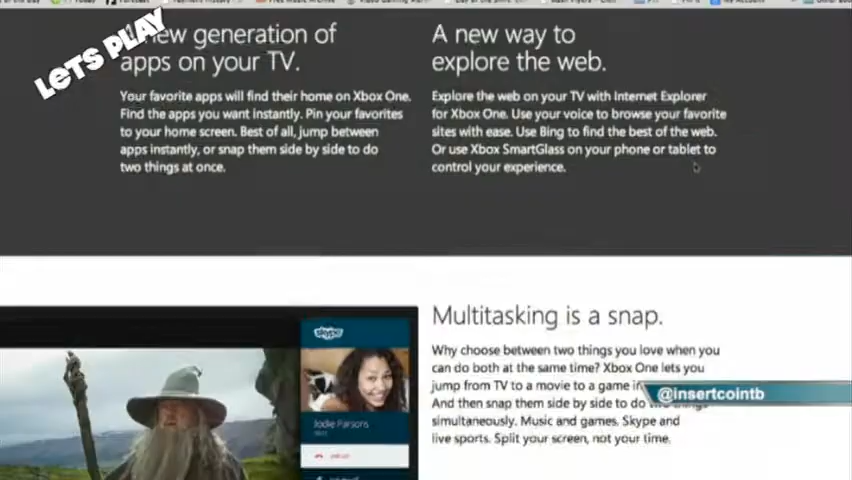 LETS PLAY
new generation of
apps on your TV.
Your favorite apps will find their home on Xbox One.
Find the apps you want instantly. Pin your favorites
to your home screen. Best of all, jump between
apps instantly, or snap them side by side to do
two things at once.
A new way to
explore the web.
Explore the web on your TV with Internet Explorer
for Xbox One. Use your voice to browse your favorite
sites with ease. Use Bing to find the best of the web.
Or use Xbox SmartGlass on your phone or tablet to
control your experience.
skype
Jodie Parsons
Multitasking is a snap.
Why choose between two things you love when you
can do both at the same time? Xbox One lets you
jump from TV to a movie to a game in
And then snap them side by side to do two things
simultaneously. Music and games. Skype and
live sports. Split your screen, not your time.
@insertcointb